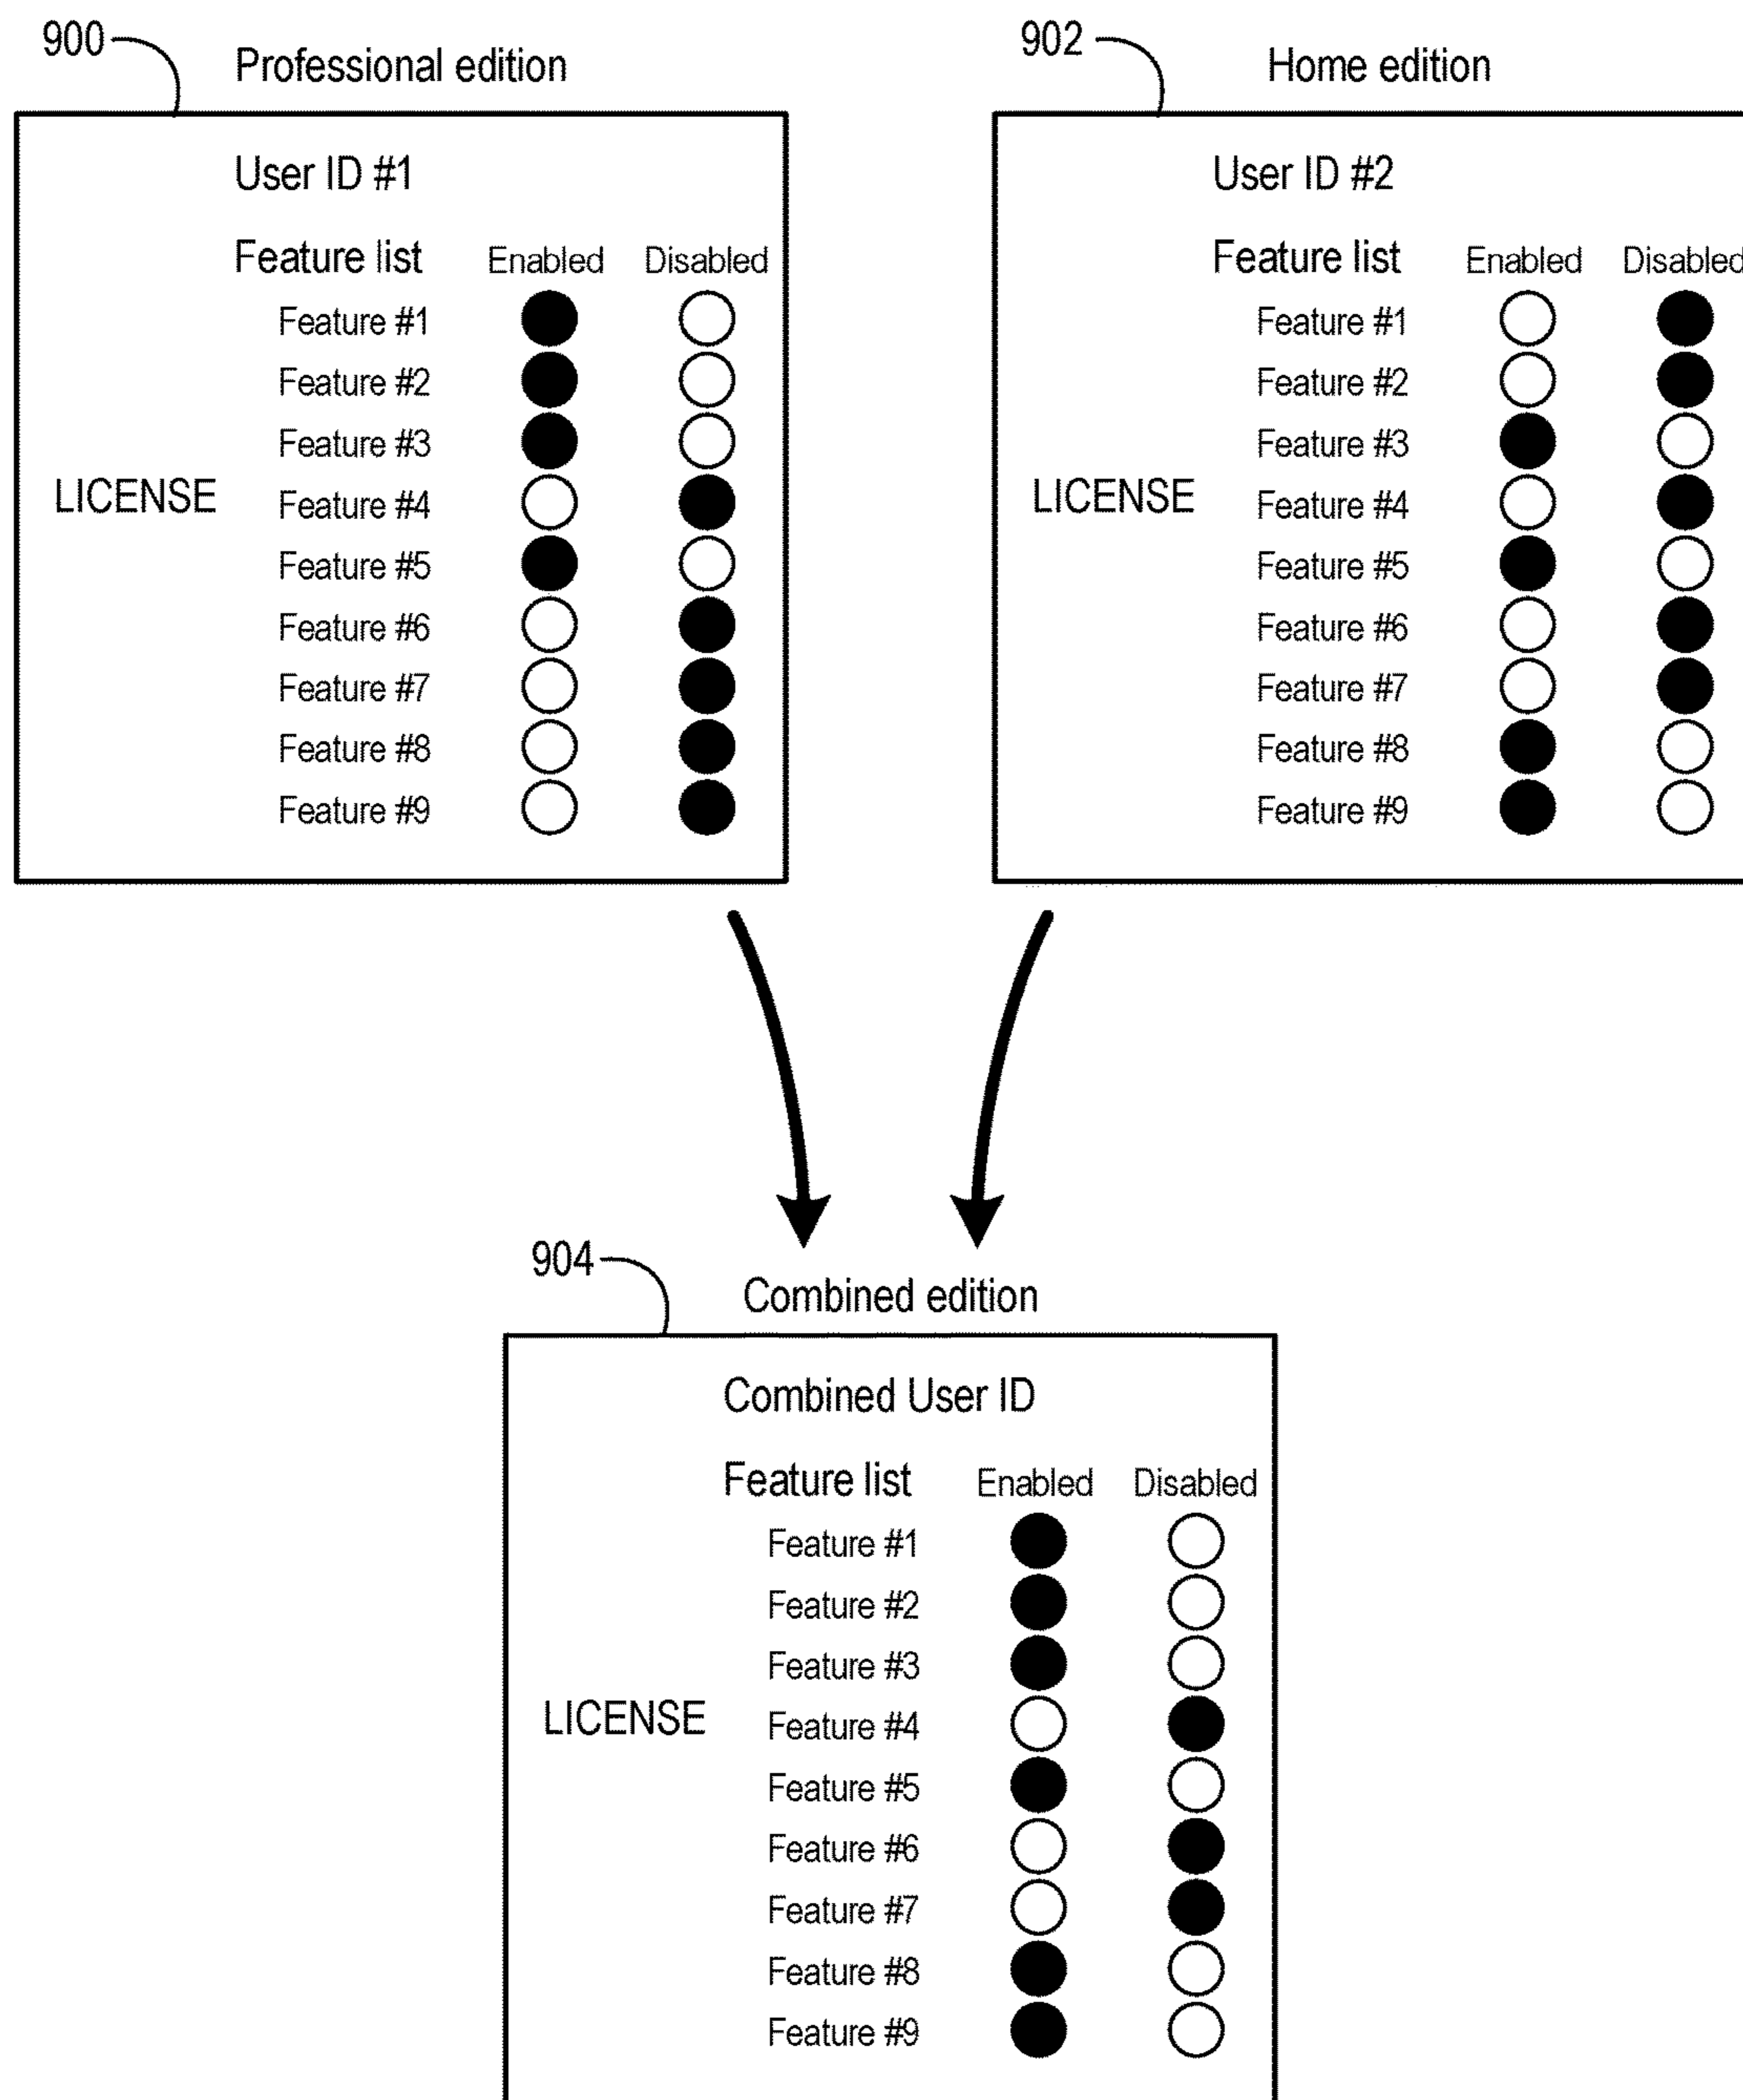 900
Professional edition
User ID #1
Feature list Enabled Disabled
Feature #1
Feature #2
Feature #3
LICENSE Feature #4
Feature #5
Feature #6
Feature #7
Feature #8
Feature #9
902
Home edition
User ID #2
Feature list Enabled Disabled
Feature #1
Feature #2
Feature #3
LICENSE Feature #4
Feature #5
Feature #6
Feature #7
Feature #8
Feature #9
904
Combined edition
Combined User ID
Feature list Enabled Disabled
Feature #1
Feature #2
Feature #3
LICENSE Feature #4
Feature #5
Feature #6
Feature #7
Feature #8
Feature #9